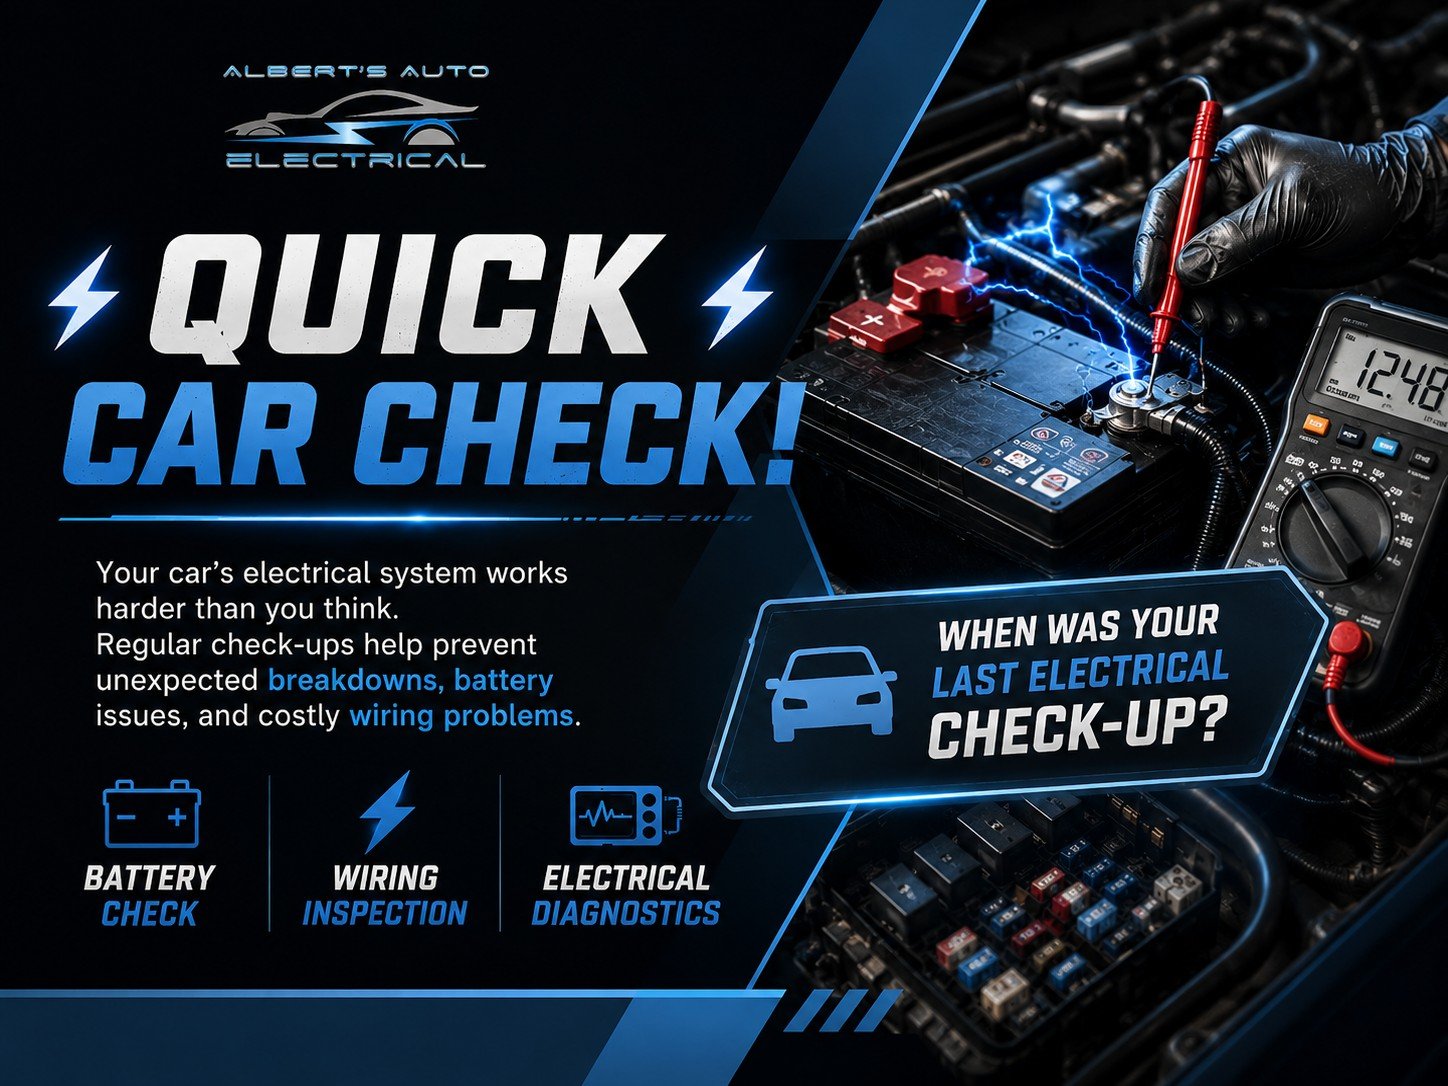 ALBERT'S AUTO
ELECTRICAL
QUICK
CAR CHECK!
Your car's electrical system works
harder than you think.
Regular check-ups help prevent
unexpected breakdowns, battery
issues, and costly wiring problems.
BATTERY
CHECK
WIRING
INSPECTION
ELECTRICAL
DIAGNOSTICS
12.48
WHEN WAS YOUR
LAST ELECTRICAL
CHECK-UP?